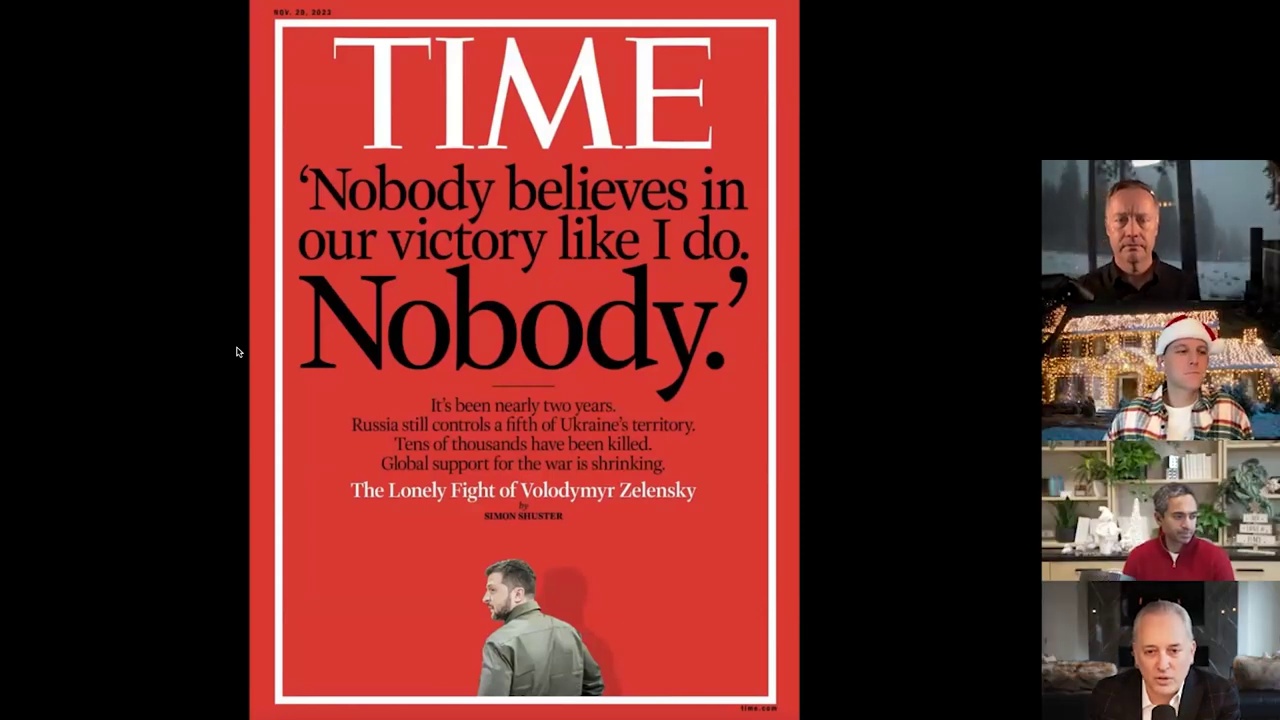 NOV. 20, 2023
TIME
‘Nobody believes in
our victory like I do.
Nobody.’
It’s been nearly two years.
Russia still controls a fifth of Ukraine’s territory.
Tens of thousands have been killed.
Global support for the war is shrinking.
The Lonely Fight of Volodymyr Zelensky
by
SIMON SHUSTER
time.com